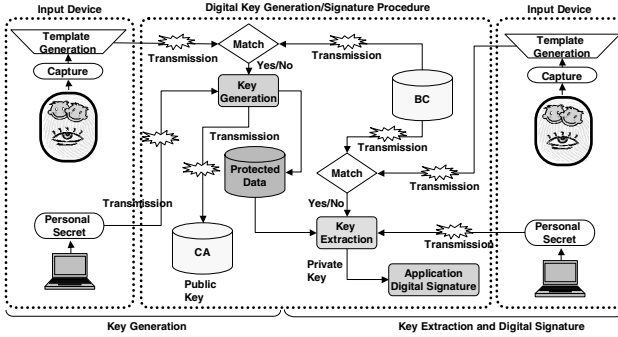 Input Device
Digital Key Generation/Signature Procedure
Input Device
Template
Generation
Transmission
Match
Transmission
Template
Generation
Capture
Yes/No
Key
Generation
BC
Capture
Transmission
Transmission
Protected
Data
Match
Transmission
Transmission
Yes/No
Personal
Secret
CA
Key
Extraction
Transmission
Personal
Secret
Public
Key
Private
Key
Application
Digital Signature
Key Generation
Key Extraction and Digital Signature